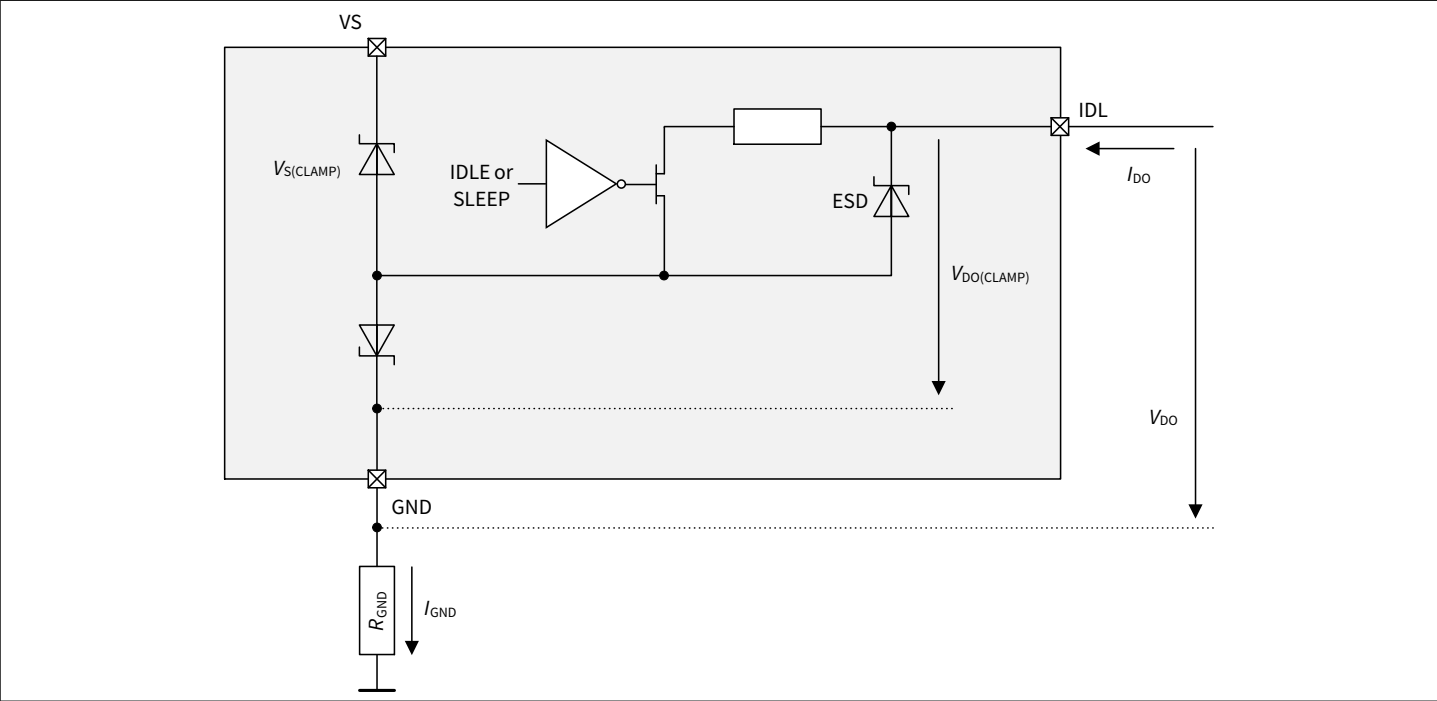 VS
IDL
VS(CLAMP)
IDLE or
SLEEP
IDO
ESD
VDO(CLAMP)
VDO
GND
RGND
IGND